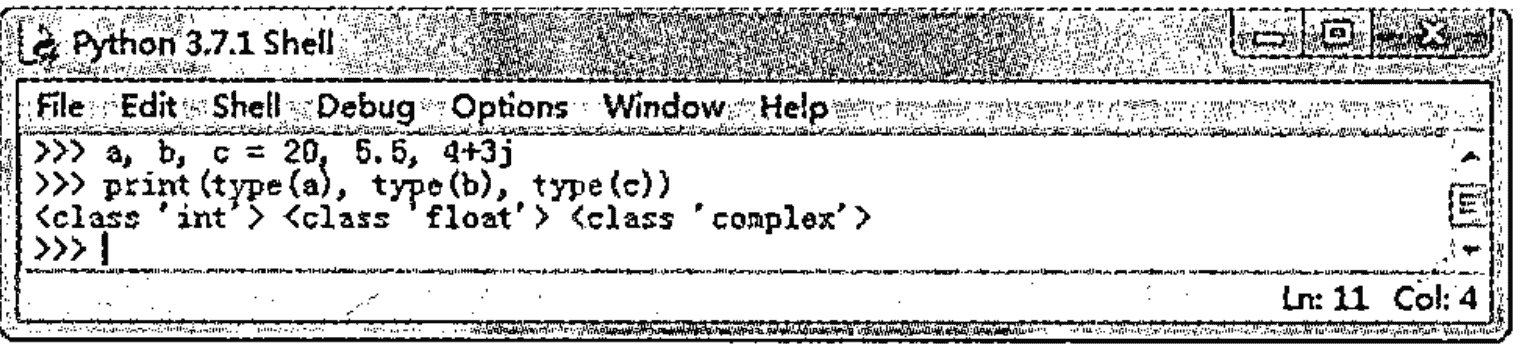 Python 3.7.1 Shell
File Edit Shell Debug Options Window Help
>>> a, b, c = 20, 5.5, 4+3j
>>> print(type(a), type(b), type(c))
<class 'int'> <class 'float'> <class 'complex'>
>>>
Ln: 11 Col: 4